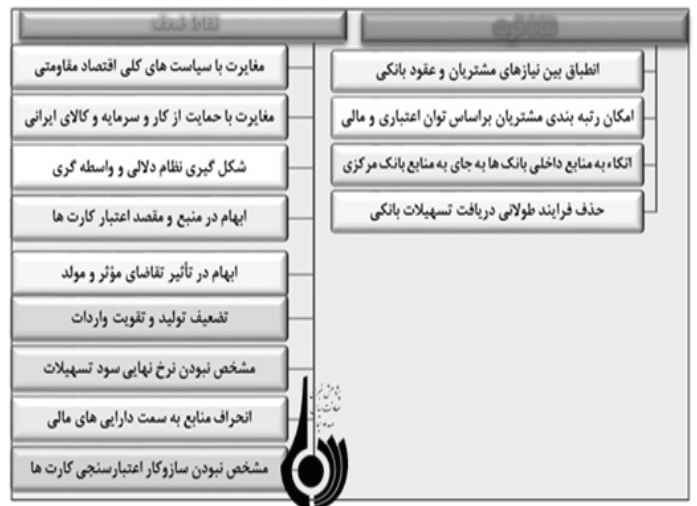 نقاط قوت
انطباق بین نیازهای مشتریان و عقود بانکی
امکان رتبه بندی مشتریان براساس توان اعتباری و مالی
اتکاء به منابع داخلی بانک ها به جای به منابع بانک مرکزی
حذف فرایند طولانی دریافت تسهیلات بانکی
نقاط ضعف
مغایرت با سیاست های کلی اقتصاد مقاومتی
مغایرت با حمایت از کار و سرمایه و کالای ایرانی
شکل گیری نظام دلالی و واسطه گری
ابهام در منبع و مقصد اعتبار کارت ها
ابهام در تأثیر تقاضای مؤثر و مولد
تضعیف تولید و تقویت واردات
مشخص نبودن نرخ نهایی سود تسهیلات
انحراف منابع به سمت دارایی های مالی
مشخص نبودن سازوکار اعتبارسنجی کارت ها